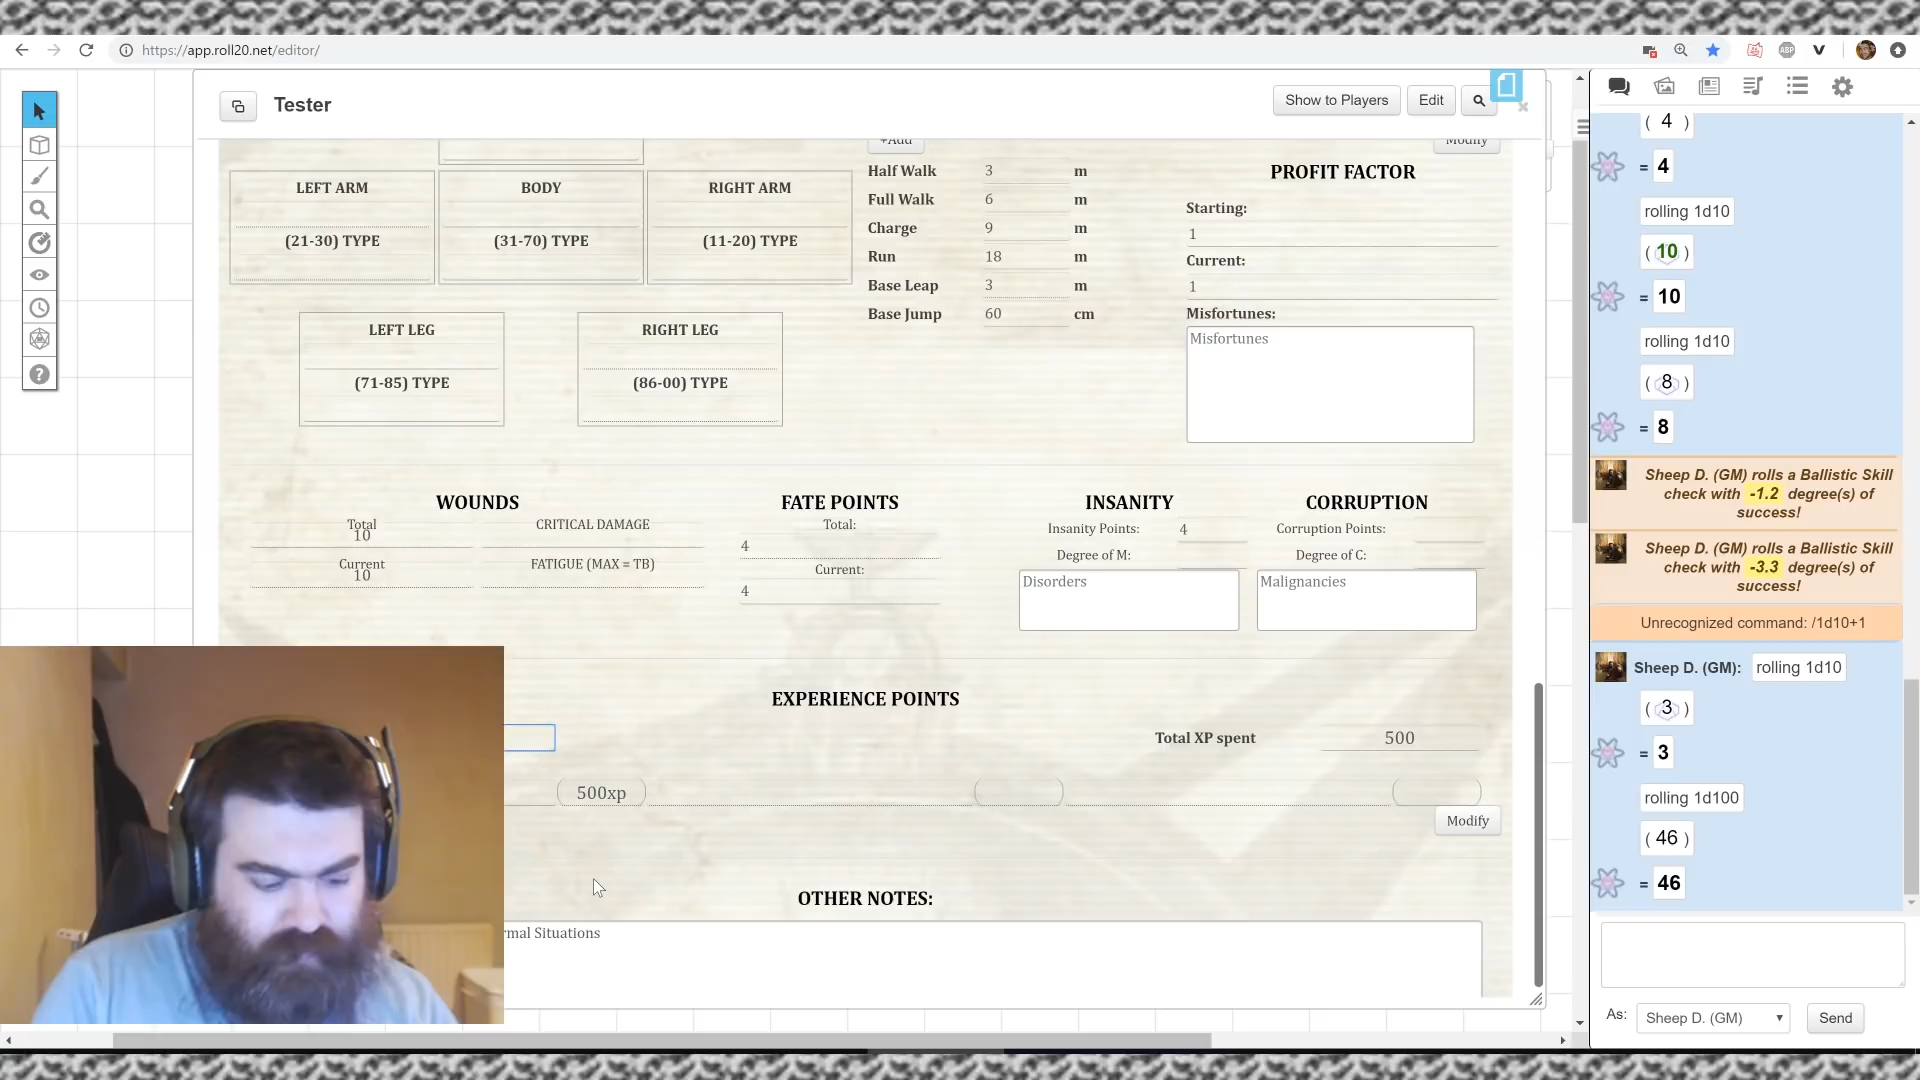 https://app.roll20.net/editor/
ABP
Tester
Show to Players
Edit
+Add
Modify
LEFT ARM
BODY
RIGHT ARM
(21-30) TYPE
(31-70) TYPE
(11-20) TYPE
LEFT LEG
RIGHT LEG
(71-85) TYPE
(86-00) TYPE
Half Walk 3 m
Full Walk 6 m
Charge 9 m
Run 18 m
Base Leap 3 m
Base Jump 60 cm
PROFIT FACTOR
Starting:
1
Current:
1
Misfortunes:
Misfortunes
WOUNDS
Total
10
CRITICAL DAMAGE
Current
10
FATIGUE (MAX = TB)
FATE POINTS
Total:
4
Current:
4
INSANITY
Insanity Points: 4
Degree of M:
Disorders
CORRUPTION
Corruption Points:
Degree of C:
Malignancies
EXPERIENCE POINTS
Total XP spent 500
500xp
Modify
OTHER NOTES:
rmal Situations
( 4 )
= 4
rolling 1d10
( 10 )
= 10
rolling 1d10
( 8 )
= 8
Sheep D. (GM) rolls a Ballistic Skill
check with -1.2 degree(s) of
success!
Sheep D. (GM) rolls a Ballistic Skill
check with -3.3 degree(s) of
success!
Unrecognized command: /1d10+1
Sheep D. (GM): rolling 1d10
( 3 )
= 3
rolling 1d100
( 46 )
= 46
As: Sheep D. (GM)
Send